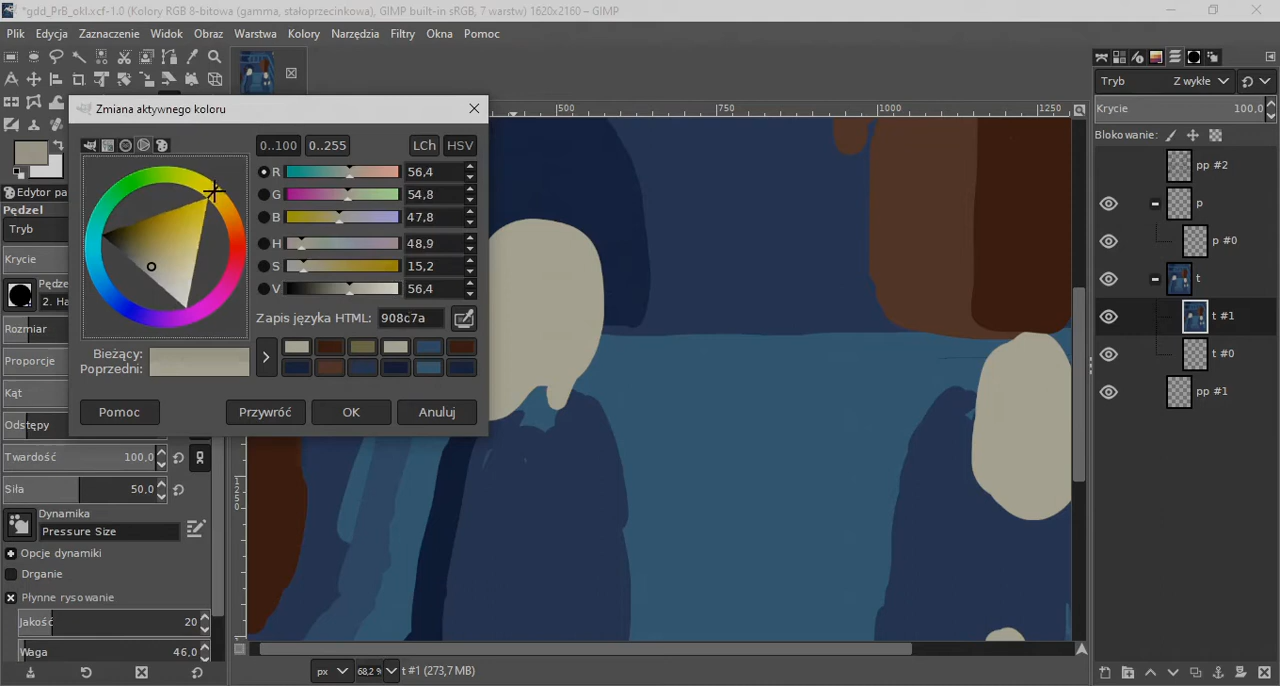 *gdd_PrB_okl.xcf-1.0 (Kolory RGB 8-bitowa (gamma, stałoprzecinkowa), GIMP built-in sRGB, 7 warstw) 1620x2160 – GIMP
Plik Edycja Zaznaczenie Widok Obraz Warstwa Kolory Narzędzia Filtry Okna Pomoc
Edytor pa
Pędzel
Tryb
Krycie
Pędze
2. Ha
Rozmiar
Proporcje
Kąt
Odstępy
Twardość 100,0
Siła 50,0
Dynamika
Pressure Size
Opcje dynamiki
Drganie
Płynne rysowanie
Jakość 20
Waga 46,0
Zmiana aktywnego koloru
0..100 0..255 LCh HSV
R 56,4
G 54,8
B 47,8
H 48,9
S 15,2
V 56,4
Zapis języka HTML: 908c7a
Bieżący:
Poprzedni:
Pomoc Przywróć OK Anuluj
500 750 1000 1250
1250
px 68,2 9 t #1 (273,7 MB)
Tryb Z wykłe
Krycie 100,0
Blokowanie:
pp #2
p
p #0
t
t #1
t #0
pp #1